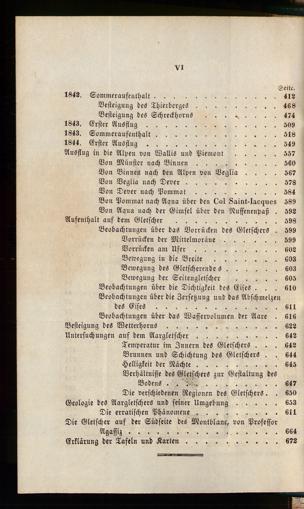 VI
Seite.
1842. Sommeraufenthalt . . . . . . . . . . . . 412
Besteigung des Thierberges . . . . . . . . 468
Besteigung des Schreckhorns . . . . . . . . 474
1843. Erster Ausflug . . . . . . . . . . . . . 509
1843. Sommeraufenthalt . . . . . . . . . . . . 518
1844. Erster Ausflug . . . . . . . . . . . . . 549
Ausflug in die Alpen von Wallis und Piemont . . . . . 557
Von Münster nach Binnen . . . . . . . . . 560
Von Binnen nach den Alpen von Veglia . . . . 567
Von Veglia nach Dever . . . . . . . . . . 578
Von Dever nach Pommat . . . . . . . . . . 584
Von Pommat nach Aqua über den Col Saint-Iacques 589
Von Aqua nach der Grimsel über den Nuffenenpaß . 592
Aufenthalt auf dem Gletscher . . . . . . . . . . 598
Beobachtungen über das Vorrücken des Gletschers . 599
Vorrücken der Mittelmoräne . . . . . . . 599
Vorrücken am Ufer . . . . . . . . . . . 602
Bewegung in die Breite . . . . . . . . . 603
Bewegung des Gletscherendes . . . . . . . 603
Bewegung der Seitengletscher . . . . . . . 605
Beobachtungen über die Dichtigkeit des Eises . . . 610
Beobachtungen über die Zersetzung und das Abschmelzen
des Eises . . . . . . . . . . . . . . . 611
Beobachtungen über das Wasservolumen der Aare . . 616
Besteigung des Wetterhorns . . . . . . . . . . . 622
Untersuchungen auf dem Aargletscher . . . . . . . . 642
Temperatur im Innern des Gletschers . . . . 642
Brunnen und Schichtung des Gletschers . . . 644
Helligkeit der Nächte . . . . . . . . . . 645
Verhältnisse des Gletschers zur Gestaltung des
Bodens . . . . . . . . . . . . . . . 647
Die verschiedenen Regionen des Gletschers . . 650
Geologie des Aargletschers und seiner Umgebung . . . . 653
Die erratischen Phänomene . . . . . . . . . 611
Die Gletscher auf der Südseite des Montblanc, von Professor
Agassiz . . . . . . . . . . . . . . . . 664
Erklärung der Tafeln und Karten . . . . . . . . . 672